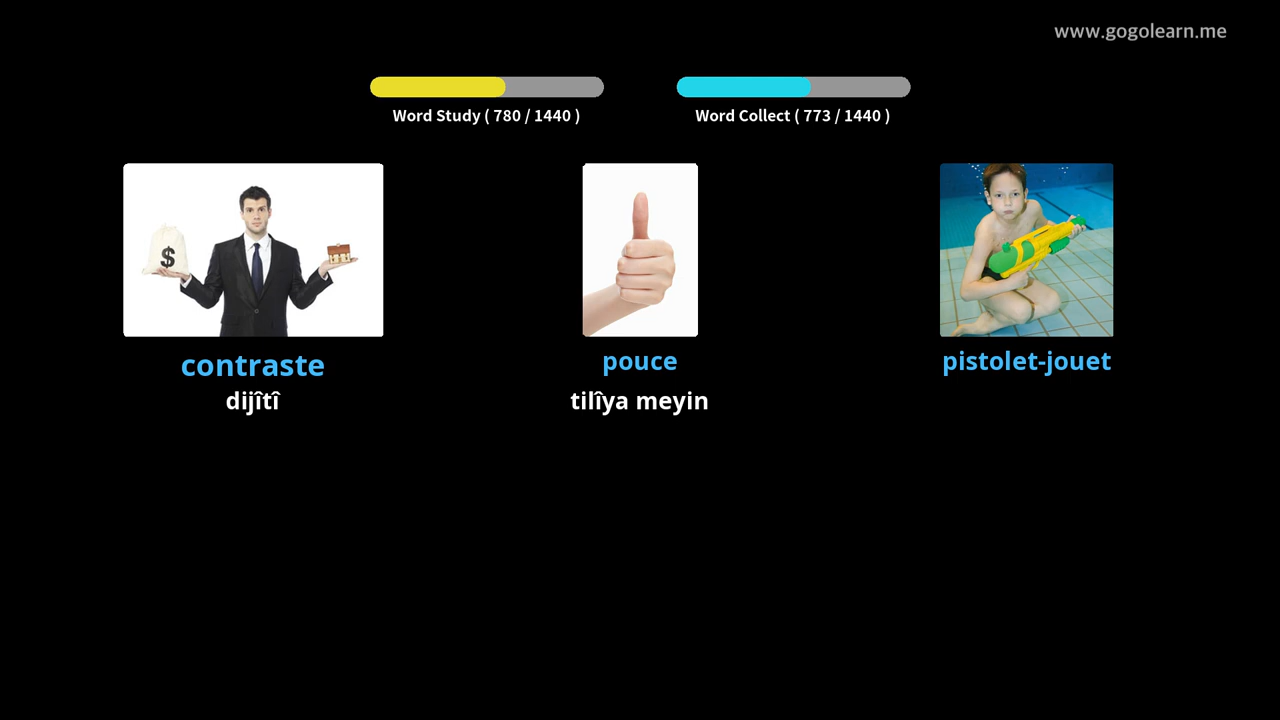 www.gogolearn.me
Word Study ( 780 / 1440 )
Word Collect ( 773 / 1440 )
$
contraste
pouce
pistolet-jouet
dijîtî
tilîya meyin